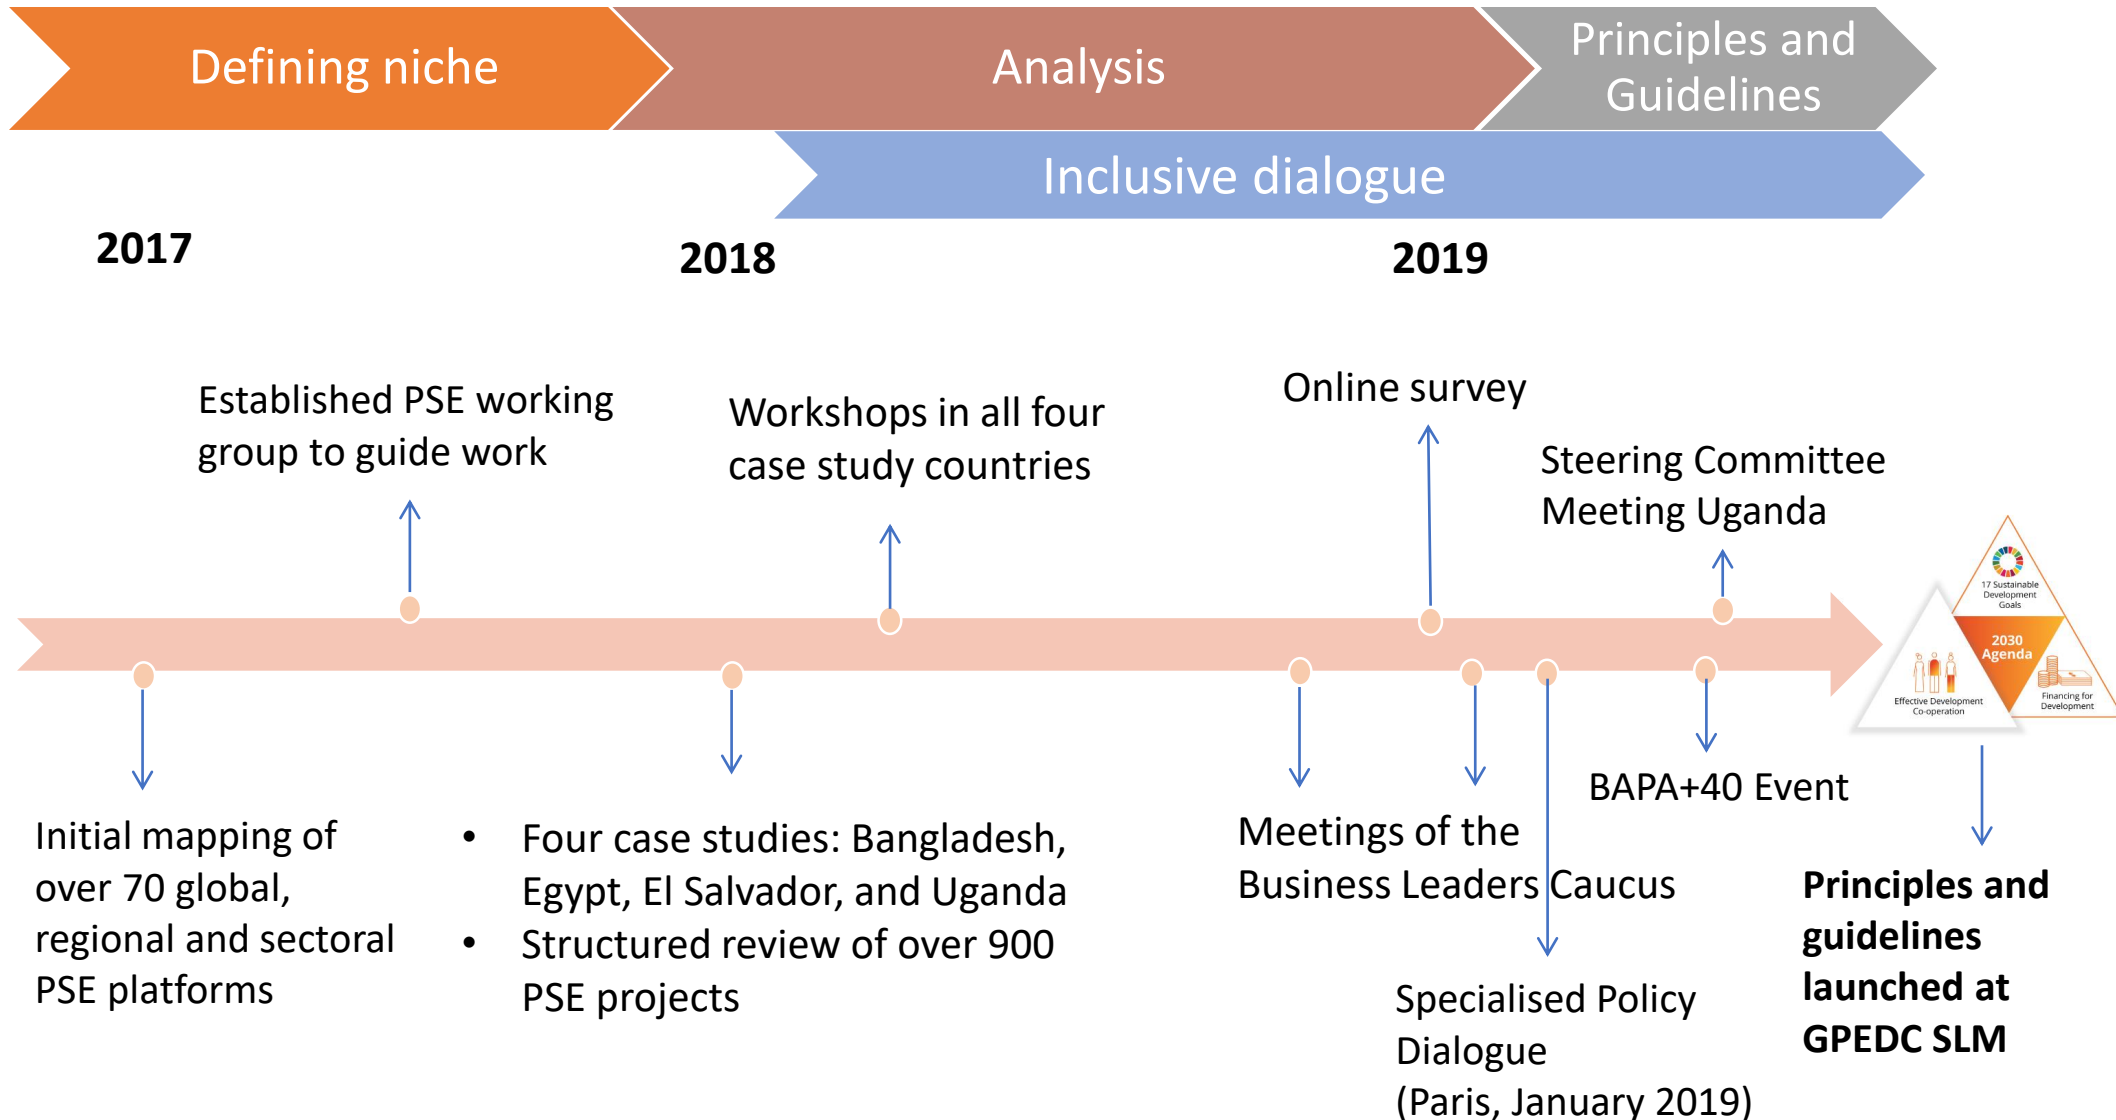 Defining niche
Analysis
Principles and
Guidelines
Inclusive dialogue
2017
2018
2019
Established PSE working
group to guide work
Workshops in all four
case study countries
Online survey
Steering Committee
Meeting Uganda
17 Sustainable
Development
Goals
2030
Agenda
Effective Development
Co-operation
Financing for
Development
Initial mapping of
over 70 global,
regional and sectoral
PSE platforms
• Four case studies: Bangladesh,
Egypt, El Salvador, and Uganda
• Structured review of over 900
PSE projects
Meetings of the
Business Leaders Caucus
BAPA+40 Event
Specialised Policy
Dialogue
(Paris, January 2019)
Principles and
guidelines
launched at
GPEDC SLM